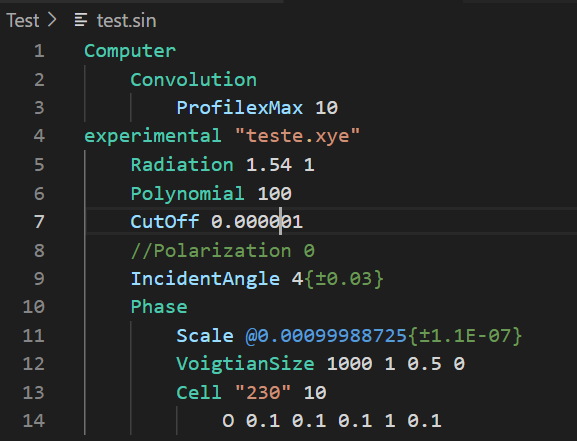 Test > test.sin
1 Computer
2 Convolution
3 ProfilexMax 10
4 experimental "teste.xye"
5 Radiation 1.54 1
6 Polynomial 100
7 CutOff 0.000001
8 //Polarization 0
9 IncidentAngle 4{±0.03}
10 Phase
11 Scale @0.00099988725{±1.1E-07}
12 VoigtianSize 1000 1 0.5 0
13 Cell "230" 10
14 O 0.1 0.1 0.1 1 0.1